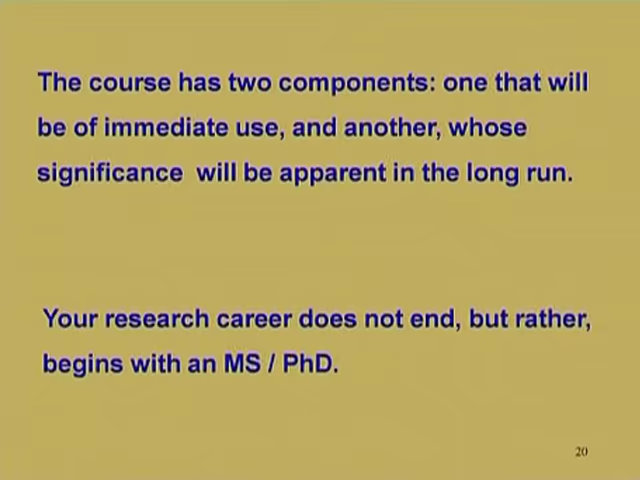 The course has two components: one that will
be of immediate use, and another, whose
significance will be apparent in the long run.
Your research career does not end, but rather,
begins with an MS / PhD.
20